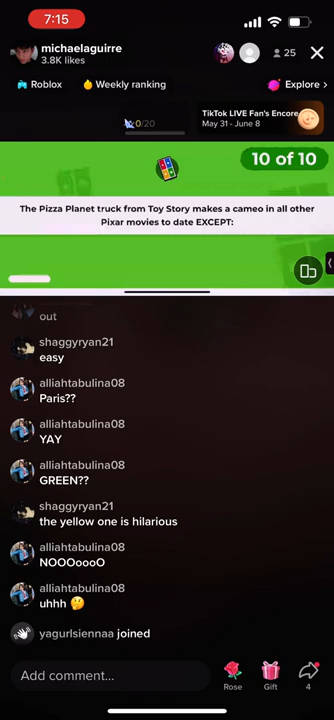 7:15
michaelaguirre
3.8K likes
25
Roblox
Weekly ranking
Explore >
0/20
TikTok LIVE Fan's Encore
May 31 - June 8
10 of 10
The Pizza Planet truck from Toy Story makes a cameo in all other
Pixar movies to date EXCEPT:
out
shaggyryan21
easy
alliahtabulina08
Paris??
alliahtabulina08
YAY
alliahtabulina08
GREEN??
shaggyryan21
the yellow one is hilarious
alliahtabulina08
NOOOoooO
alliahtabulina08
uhhh 🤔
yagurlsiennaa joined
Add comment...
Rose
Gift
4